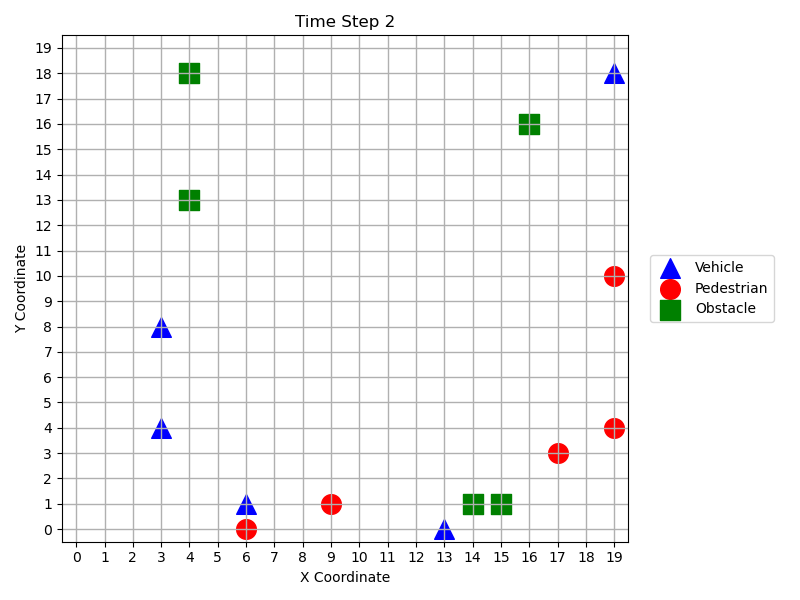 Time Step 2
19
18
17
16
15
14
13
12
11
10
9
8
7
6
5
4
3
2
1
0
Y Coordinate
0 1 2 3 4 5 6 7 8 9 10 11 12 13 14 15 16 17 18 19
X Coordinate
Vehicle
Pedestrian
Obstacle